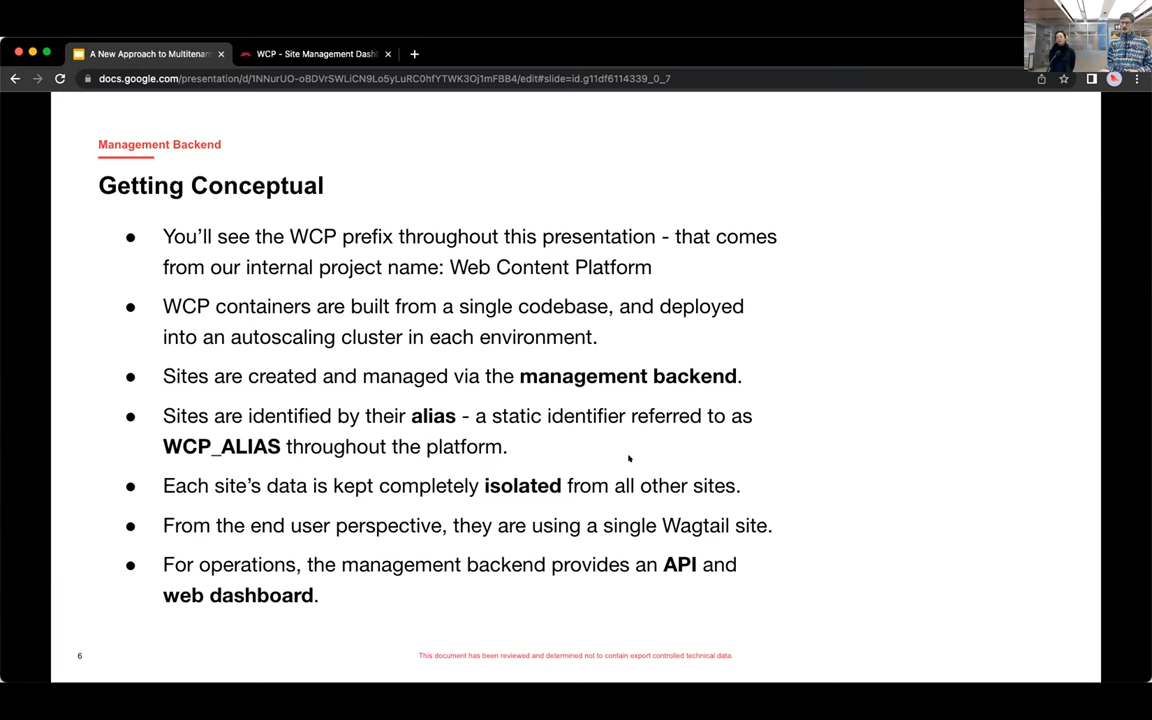 A New Approach to Multitenan
WCP - Site Management Dashb
docs.google.com/presentation/d/1NNurUO-oBDVrSWLiCN9Lo5yLuRC0hfYTWK3Oj1mFBB4/edit#slide=id.g11df6114339_0_7
Management Backend
Getting Conceptual
● You’ll see the WCP prefix throughout this presentation - that comes
from our internal project name: Web Content Platform
● WCP containers are built from a single codebase, and deployed
into an autoscaling cluster in each environment.
● Sites are created and managed via the management backend.
● Sites are identified by their alias - a static identifier referred to as
WCP_ALIAS throughout the platform.
● Each site’s data is kept completely isolated from all other sites.
● From the end user perspective, they are using a single Wagtail site.
● For operations, the management backend provides an API and
web dashboard.
6
This document has been reviewed and determined not to contain export controlled technical data.